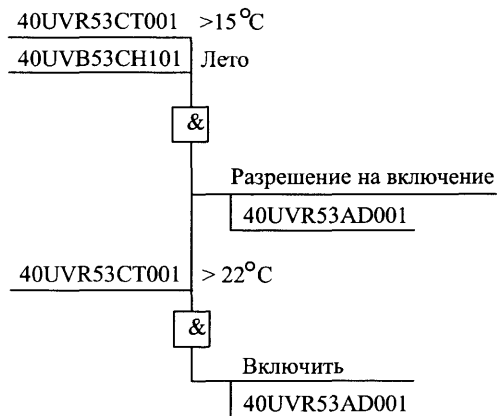 40UVR53CT001 >15°C
40UVB53CH101 Лето
&
Разрешение на включение
40UVR53AD001
40UVR53CT001 > 22°C
&
Включить
40UVR53AD001